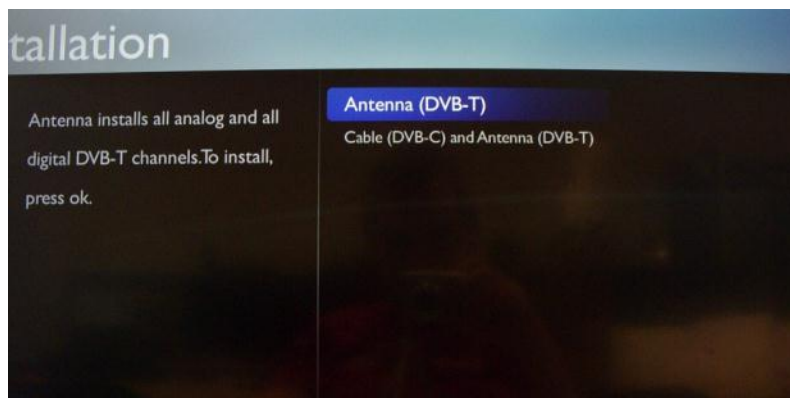 tallation
Antenna installs all analog and all
digital DVB-T channels.To install,
press ok.
Antenna (DVB-T)
Cable (DVB-C) and Antenna (DVB-T)